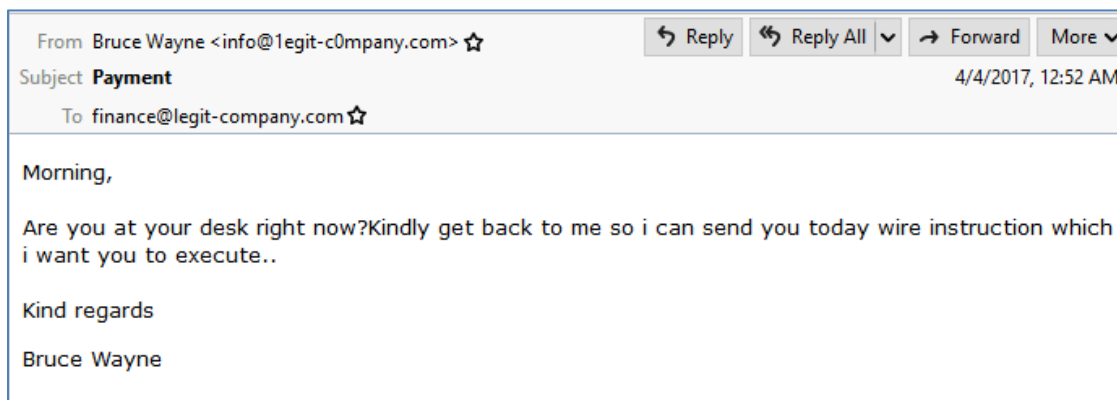 From Bruce Wayne <info@1egit-c0mpany.com> Reply Reply All Forward More
Subject Payment 4/4/2017, 12:52 AM
To finance@legit-company.com
Morning,
Are you at your desk right now?Kindly get back to me so i can send you today wire instruction which
i want you to execute..
Kind regards
Bruce Wayne